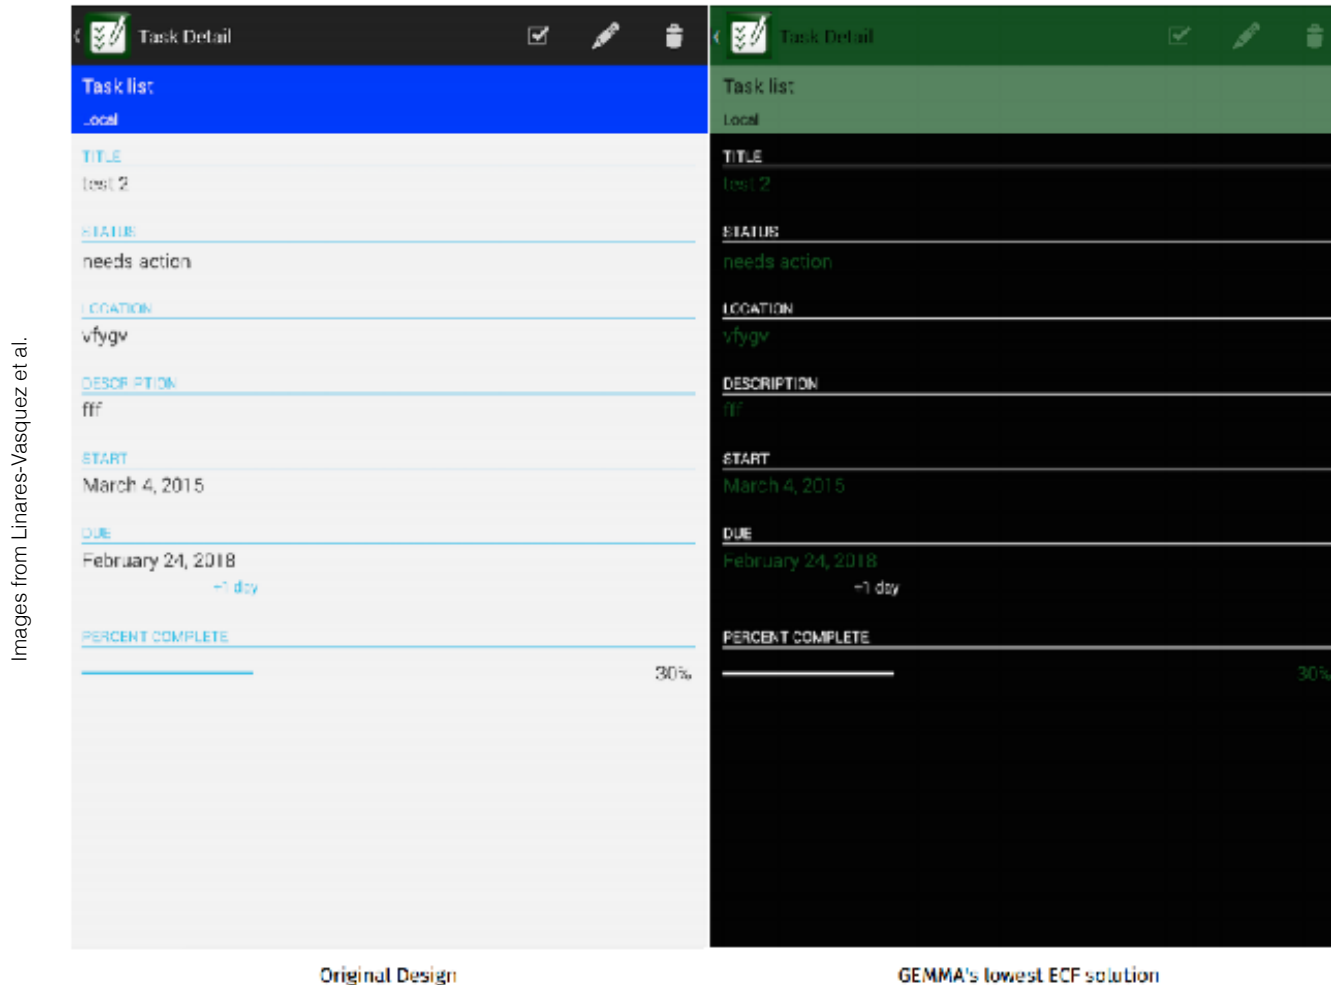 Images from Linares-Vasquez et al.
Task Detail
Task list
Local
TITLE
test 2
STATUS
needs action
LOCATION
vfygv
DESCRIPTION
fff
START
March 4, 2015
DUE
February 24, 2018
+1 day
PERCENT COMPLETE
30%
Original Design
Task Detail
Task list
Local
TITLE
test 2
STATUS
needs action
LOCATION
vfygv
DESCRIPTION
fff
START
March 4, 2015
DUE
February 24, 2018
+1 day
PERCENT COMPLETE
30%
GEMMA's lowest ECF solution